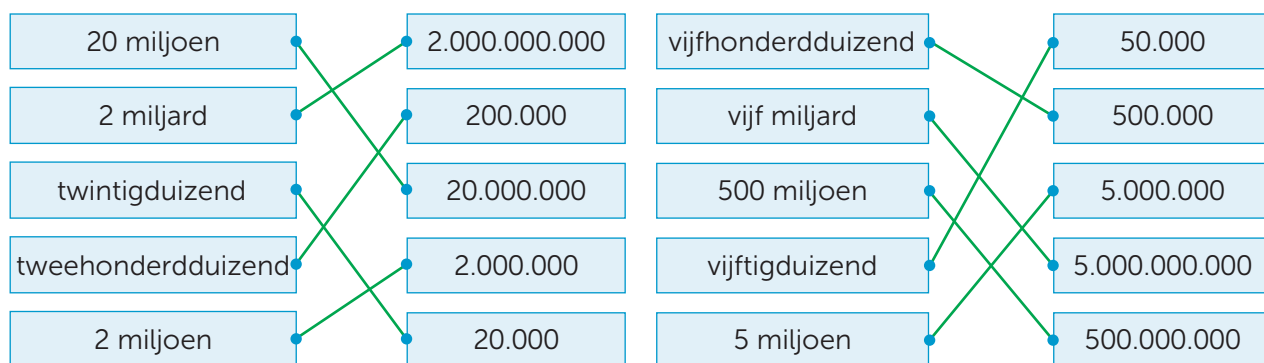 20 miljoen 2.000.000.000 vijfhonderdduizend 50.000
2 miljard 200.000 vijf miljard 500.000
twintigduizend 20.000.000 500 miljoen 5.000.000
tweehonderdduizend 2.000.000 vijftigduizend 5.000.000.000
2 miljoen 20.000 5 miljoen 500.000.000